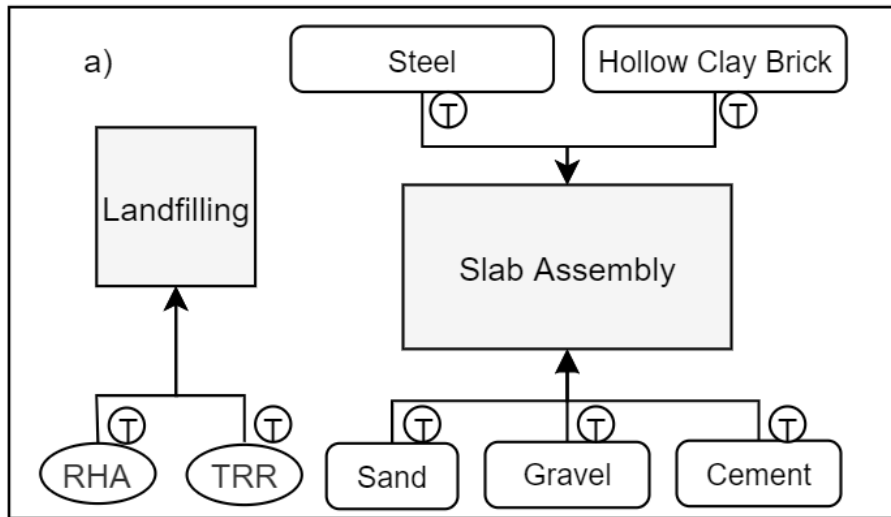 a)
Steel
Hollow Clay Brick
T
T
Landfilling
Slab Assembly
T
T
T
T
T
RHA
TRR
Sand
Gravel
Cement